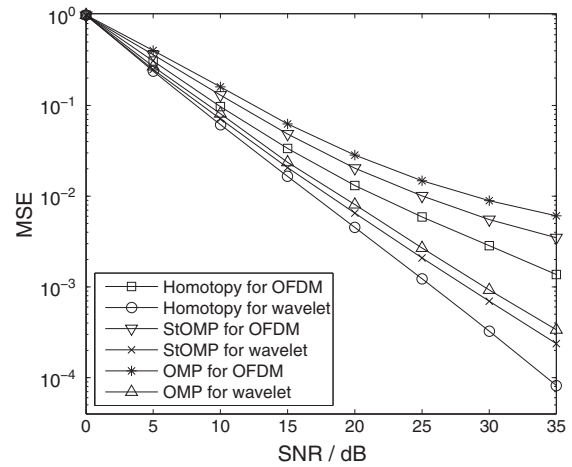 10^0
10^-1
10^-2
10^-3
10^-4
MSE
Homotopy for OFDM
Homotopy for wavelet
StOMP for OFDM
StOMP for wavelet
OMP for OFDM
OMP for wavelet
0 5 10 15 20 25 30 35
SNR / dB